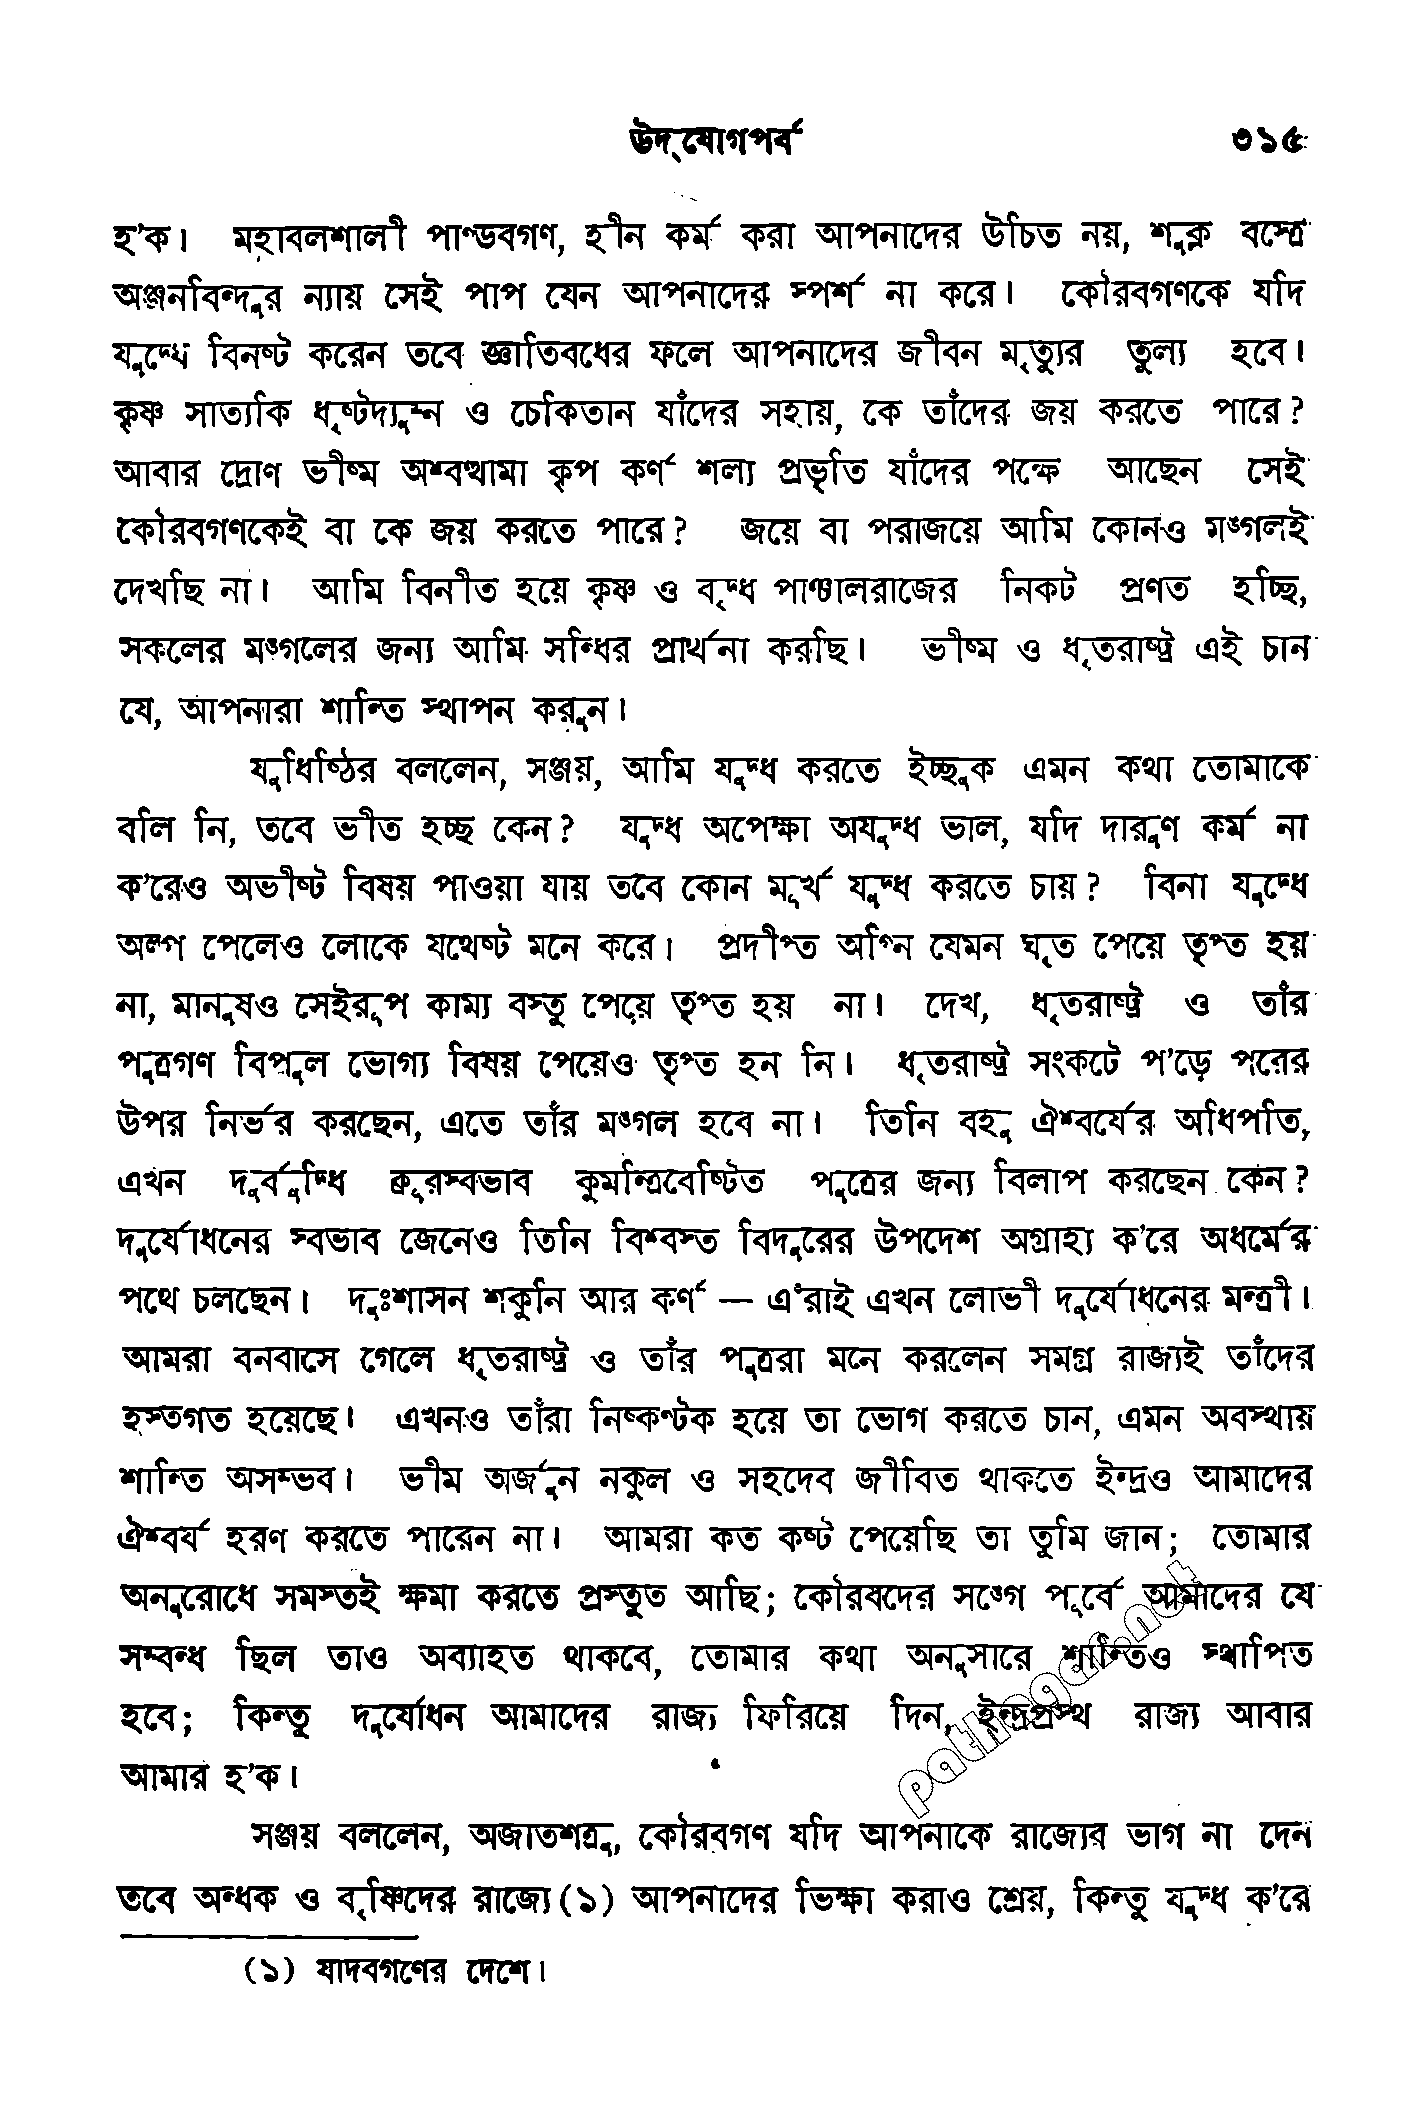 উদ্‌যোগপর্ব ৩১৫
হ'ক। মহাবলশালী পাণ্ডবগণ, হীন কর্ম করা আপনাদের উচিত নয়, শুক্ল বস্ত্রে
অঞ্জনবিন্দুর ন্যায় সেই পাপ যেন আপনাদের স্পর্শ না করে। কৌরবগণকে যদি
যুদ্ধে বিনষ্ট করেন তবে জ্ঞাতিবধের ফলে আপনাদের জীবন মৃত্যুর তুল্য হবে।
কৃষ্ণ সাত্যকি ধৃষ্টদ্যুম্ন ও চেকিতান যাঁদের সহায়, কে তাঁদের জয় করতে পারে?
আবার দ্রোণ ভীষ্ম অশ্বত্থামা কৃপ কর্ণ শল্য প্রভৃতি যাঁদের পক্ষে আছেন সেই
কৌরবগণকেই বা কে জয় করতে পারে? জয়ে বা পরাজয়ে আমি কোনও মঙ্গলই
দেখছি না। আমি বিনীত হয়ে কৃষ্ণ ও বৃদ্ধ পাঞ্চালরাজের নিকট প্রণত হচ্ছি,
সকলের মঙ্গলের জন্য আমি সন্ধির প্রার্থনা করছি। ভীষ্ম ও ধৃতরাষ্ট্র এই চান
যে, আপনারা শান্তি স্থাপন করুন।
যুধিষ্ঠির বললেন, সঞ্জয়, আমি যুদ্ধ করতে ইচ্ছুক এমন কথা তোমাকে
বলি নি, তবে ভীত হচ্ছ কেন? যুদ্ধ অপেক্ষা অযুদ্ধ ভাল, যদি দারুণ কর্ম না
ক'রেও অভীষ্ট বিষয় পাওয়া যায় তবে কোন মূর্খ যুদ্ধ করতে চায়? বিনা যুদ্ধে
অল্প পেলেও লোকে যথেষ্ট মনে করে। প্রদীপ্ত অগ্নি যেমন ঘৃত পেয়ে তৃপ্ত হয়
না, মানুষও সেইরূপ কাম্য বস্তু পেয়ে তৃপ্ত হয় না। দেখ, ধৃতরাষ্ট্র ও তাঁর
পুত্রগণ বিপুল ভোগ্য বিষয় পেয়েও তৃপ্ত হন নি। ধৃতরাষ্ট্র সংকটে প'ড়ে পরের
উপর নির্ভর করছেন, এতে তাঁর মঙ্গল হবে না। তিনি বহু ঐশ্বর্যের অধিপতি,
এখন দুর্বুদ্ধি ক্রূরস্বভাব কুমন্ত্রিবেষ্টিত পুত্রের জন্য বিলাপ করছেন কেন?
দুর্যোধনের স্বভাব জেনেও তিনি বিশ্বস্ত বিদুরের উপদেশ অগ্রাহ্য ক'রে অধর্মের
পথে চলছেন। দুঃশাসন শকুনি আর কর্ণ — এ'রাই এখন লোভী দুর্যোধনের মন্ত্রী।
আমরা বনবাসে গেলে ধৃতরাষ্ট্র ও তাঁর পুত্ররা মনে করলেন সমগ্র রাজ্যই তাঁদের
হস্তগত হয়েছে। এখনও তাঁরা নিষ্কণ্টক হয়ে তা ভোগ করতে চান, এমন অবস্থায়
শান্তি অসম্ভব। ভীম অর্জুন নকুল ও সহদেব জীবিত থাকতে ইন্দ্রও আমাদের
ঐশ্বর্য হরণ করতে পারেন না। আমরা কত কষ্ট পেয়েছি তা তুমি জান; তোমার
অনুরোধে সমস্তই ক্ষমা করতে প্রস্তুত আছি; কৌরবদের সঙ্গে পূর্বে আমাদের যে
সম্বন্ধ ছিল তাও অব্যাহত থাকবে, তোমার কথা অনুসারে শান্তিও স্থাপিত
হবে; কিন্তু দুর্যোধন আমাদের রাজ্য ফিরিয়ে দিন, ইন্দ্রপ্রস্থ রাজ্য আবার
আমার হ'ক।
সঞ্জয় বললেন, অজাতশত্রু, কৌরবগণ যদি আপনাকে রাজ্যের ভাগ না দেন
তবে অন্ধক ও বৃষ্ণিদের রাজ্যে(১) আপনাদের ভিক্ষা করাও শ্রেয়, কিন্তু যুদ্ধ ক'রে
(১) যাদবগণের দেশে।
pathagar.net